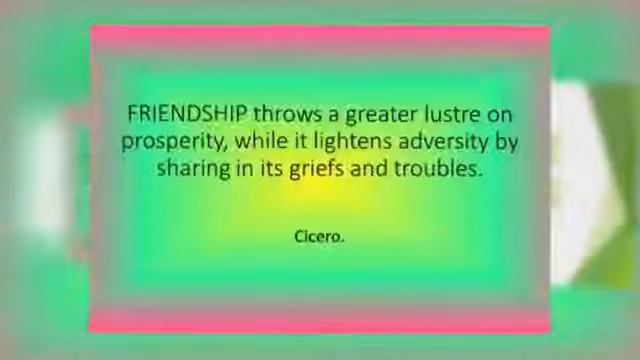 FRIENDSHIP throws a greater lustre on
prosperity, while it lightens adversity by
sharing in its griefs and troubles.
Cicero.